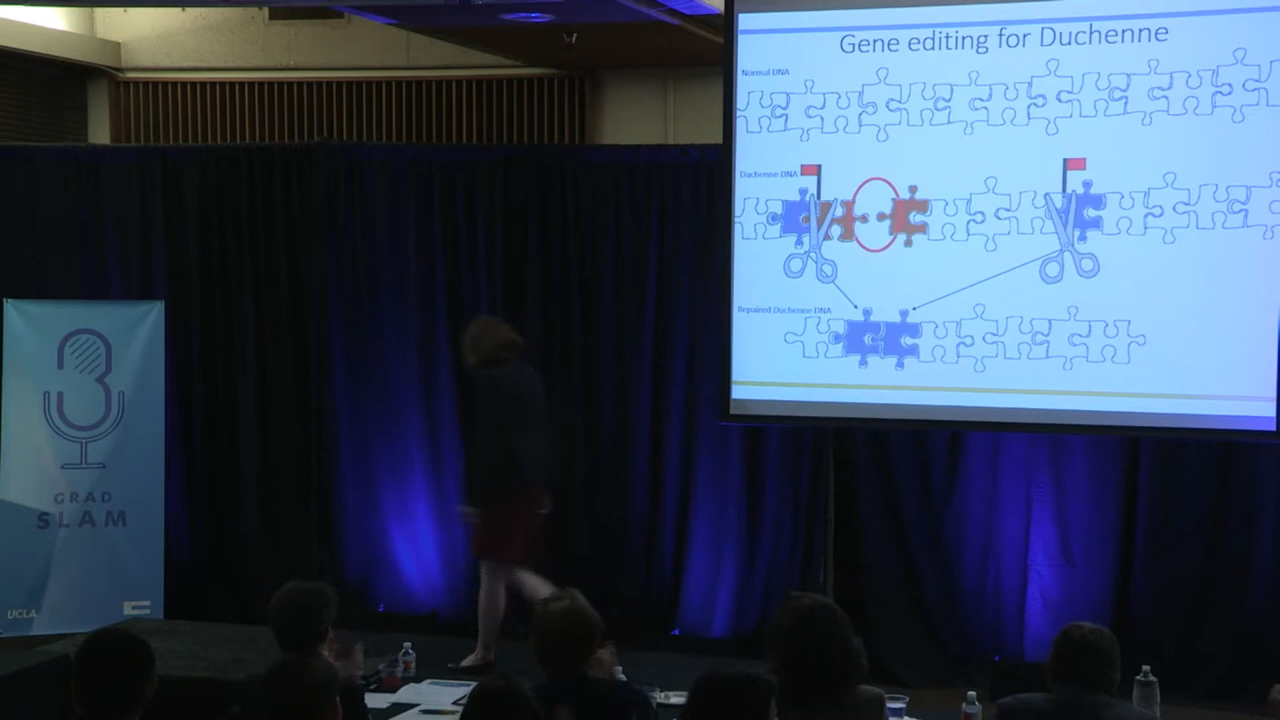 Gene editing for Duchenne
Normal DNA
Duchenne DNA
Repaired Duchenne DNA
GRAD
SLAM
UCLA